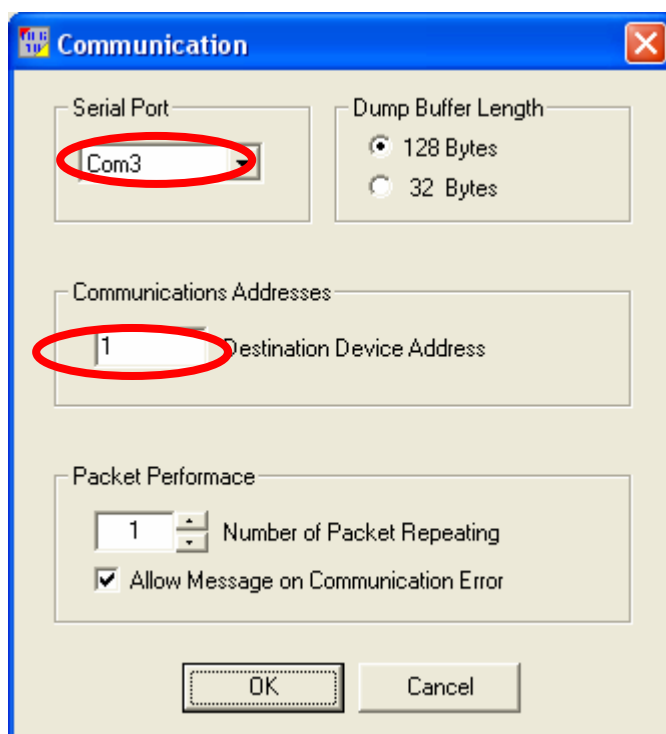 Communication
Serial Port
Com3
Dump Buffer Length
128 Bytes
32 Bytes
Communications Addresses
1 Destination Device Address
Packet Performace
1 Number of Packet Repeating
Allow Message on Communication Error
OK Cancel